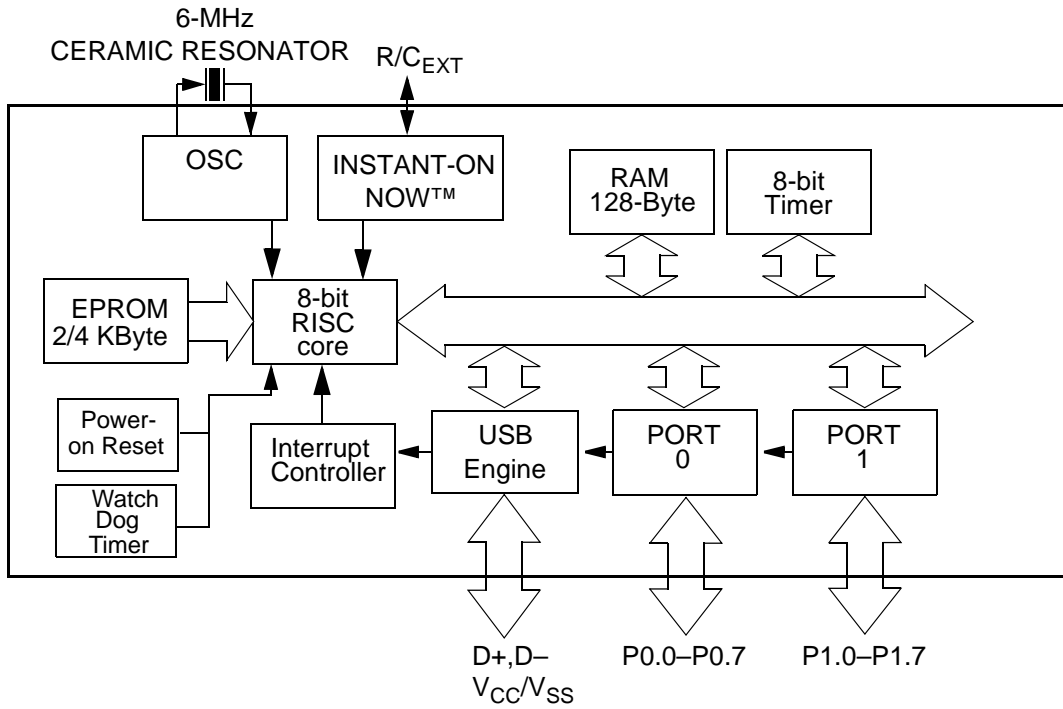 6-MHz
CERAMIC RESONATOR
R/CEXT
OSC
INSTANT-ON
NOW™
RAM
128-Byte
8-bit
Timer
EPROM
2/4 KByte
8-bit
RISC
core
Power-
on Reset
Watch
Dog
Timer
Interrupt
Controller
USB
Engine
PORT
0
PORT
1
D+,D–
VCC/VSS
P0.0–P0.7
P1.0–P1.7